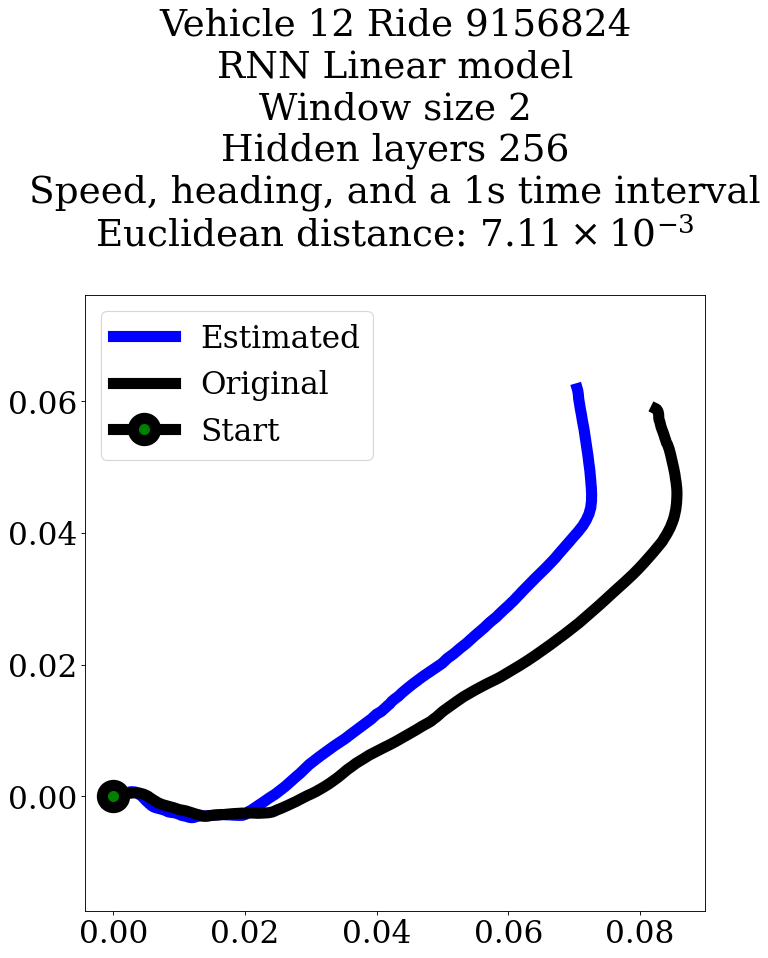 Vehicle 12 Ride 9156824
RNN Linear model
Window size 2
Hidden layers 256
Speed, heading, and a 1s time interval
Euclidean distance: 7.11 × 10⁻³
Estimated
Original
Start
0.06
0.04
0.02
0.00
0.00 0.02 0.04 0.06 0.08